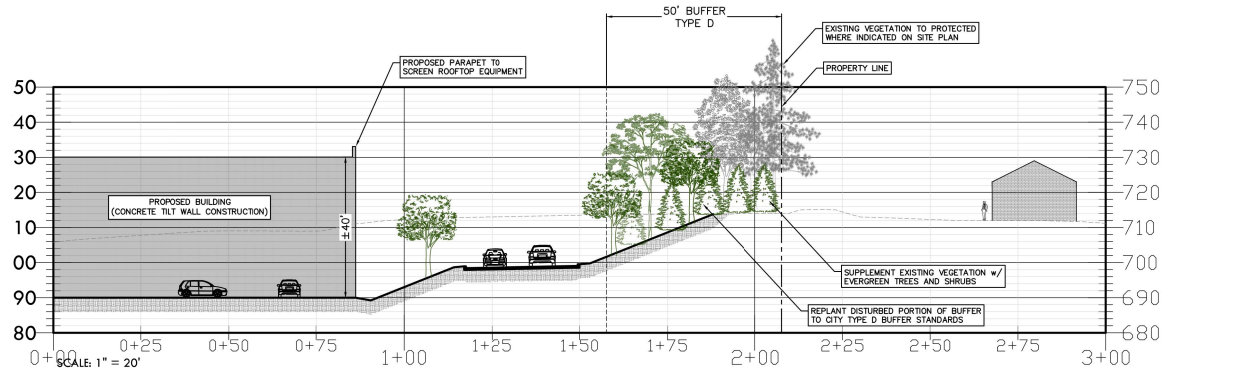 50' BUFFER
TYPE D
EXISTING VEGETATION TO PROTECTED
WHERE INDICATED ON SITE PLAN
PROPERTY LINE
PROPOSED PARAPET TO
SCREEN ROOFTOP EQUIPMENT
50
40
30
20
10
00
90
80
750
740
730
720
710
700
690
680
PROPOSED BUILDING
(CONCRETE TILT WALL CONSTRUCTION)
±40'
SUPPLEMENT EXISTING VEGETATION w/
EVERGREEN TREES AND SHRUBS
REPLANT DISTURBED PORTION OF BUFFER
TO CITY TYPE D BUFFER STANDARDS
0+00
0+25
0+50
0+75
1+00
1+25
1+50
1+75
2+00
2+25
2+50
2+75
3+00
SCALE: 1" = 20'